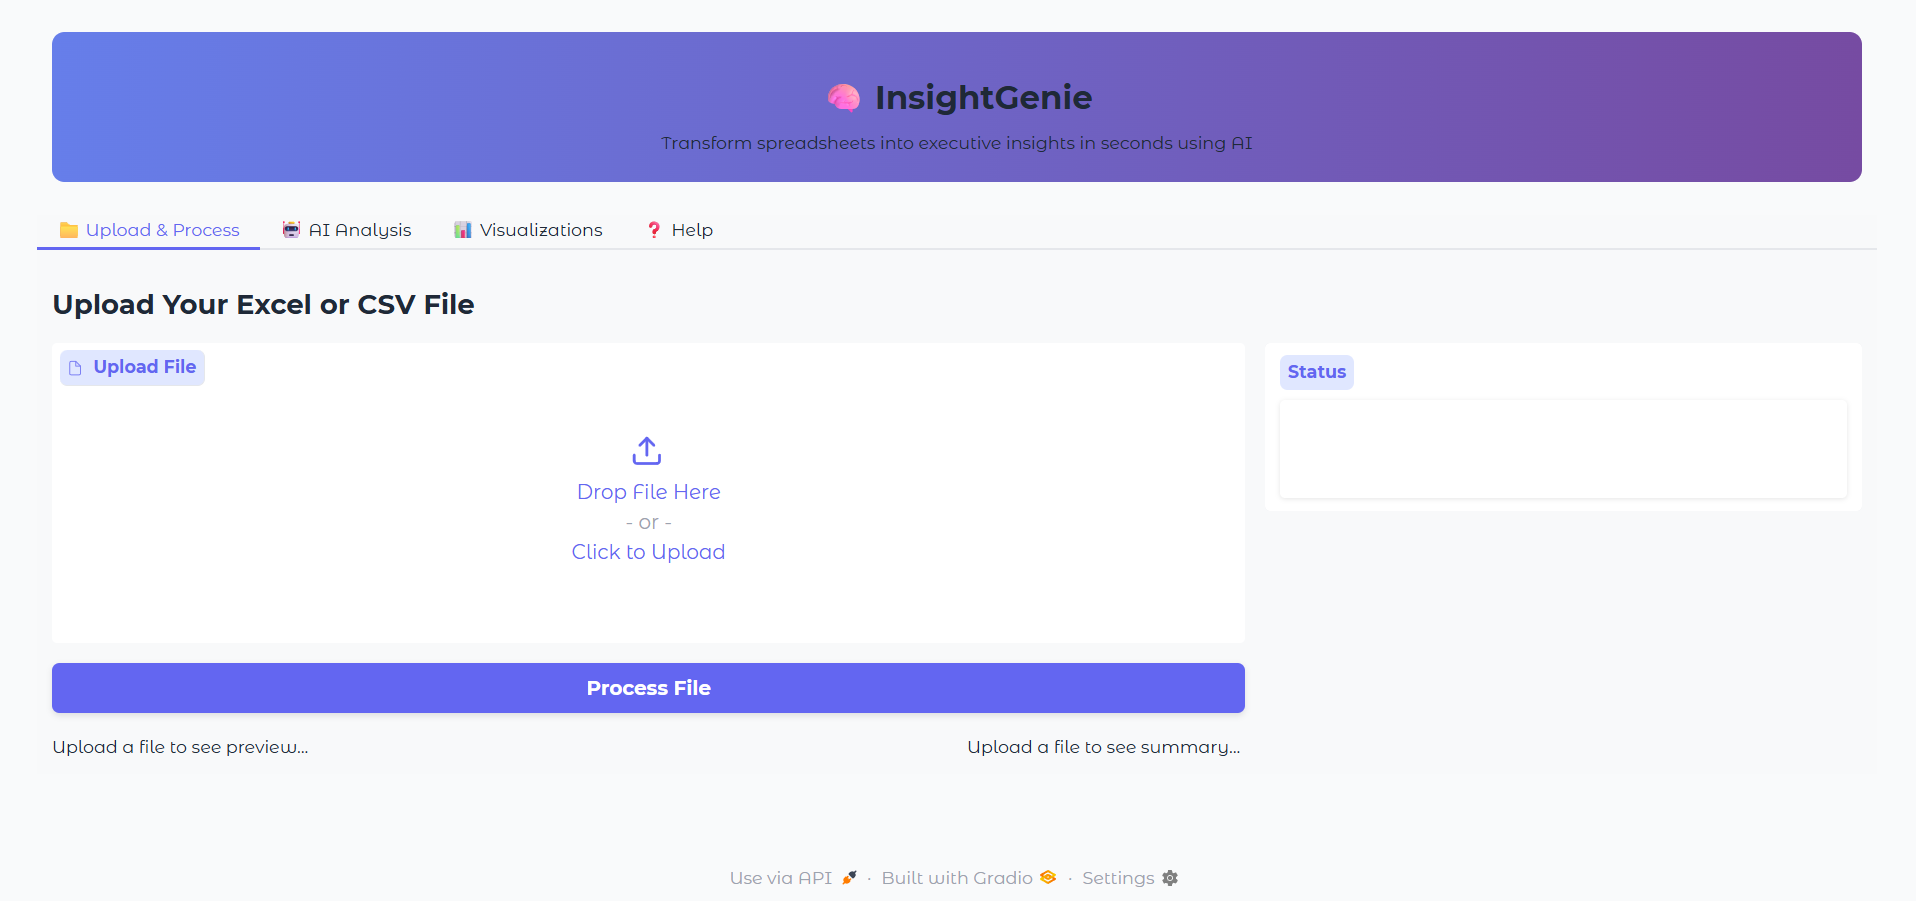 InsightGenie
Transform spreadsheets into executive insights in seconds using AI
Upload & Process
AI Analysis
Visualizations
Help
Upload Your Excel or CSV File
Upload File
Drop File Here
- or -
Click to Upload
Status
Process File
Upload a file to see preview...
Upload a file to see summary...
Use via API · Built with Gradio · Settings